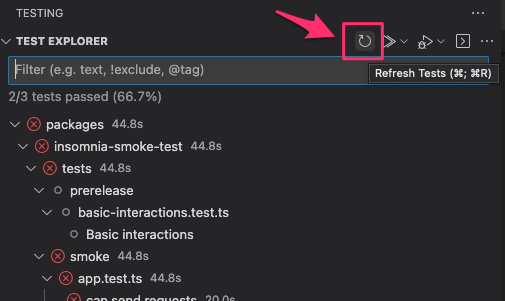 TESTING
TEST EXPLORER
Filter (e.g. text, !exclude, @tag)
Refresh Tests (⌘; ⌘R)
2/3 tests passed (66.7%)
packages 44.8s
insomnia-smoke-test 44.8s
tests 44.8s
prerelease
basic-interactions.test.ts
Basic interactions
smoke 44.8s
app.test.ts 44.8s
can send requests 20.0s